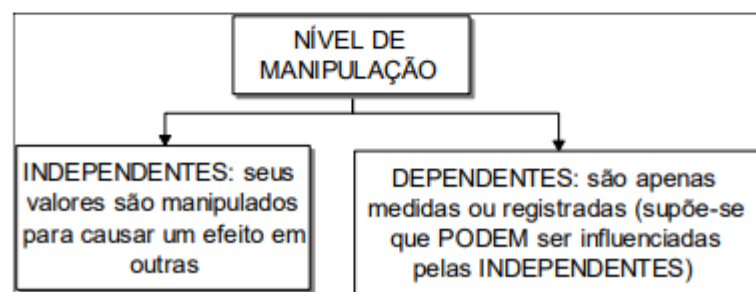 NÍVEL DE
MANIPULAÇÃO
INDEPENDENTES: seus
valores são manipulados
para causar um efeito em
outras
DEPENDENTES: são apenas
medidas ou registradas (supõe-se
que PODEM ser influenciadas
pelas INDEPENDENTES)